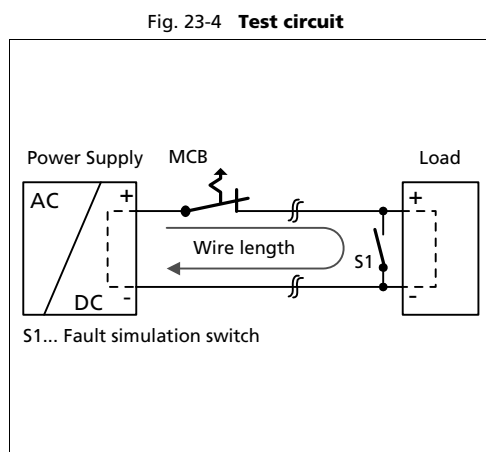 Fig. 23-4 Test circuit
Power Supply
MCB
Load
AC
+
+
Wire length
S1
DC
-
-
S1... Fault simulation switch